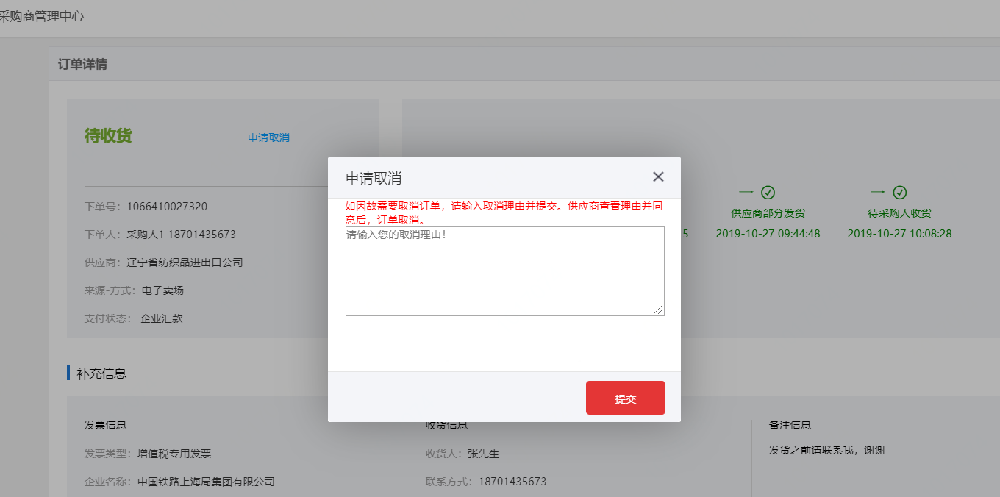 采购商管理中心
订单详情
待收货 申请取消
下单号：1066410027320
下单人：采购人1 18701435673
供应商：辽宁省纺织品进出口公司
来源-方式：电子卖场
支付状态： 企业汇款
申请取消
如因故需要取消订单，请输入取消理由并提交。供应商查看理由并同
意后，订单取消。
请输入您的取消理由！
提交
供应商部分发货 待采购人收货
5 2019-10-27 09:44:48 2019-10-27 10:08:28
补充信息
发票信息
发票类型：增值税专用发票
企业名称：中国铁路上海局集团有限公司
收货信息
收货人：张先生
联系方式：18701435673
备注信息
发货之前请联系我，谢谢